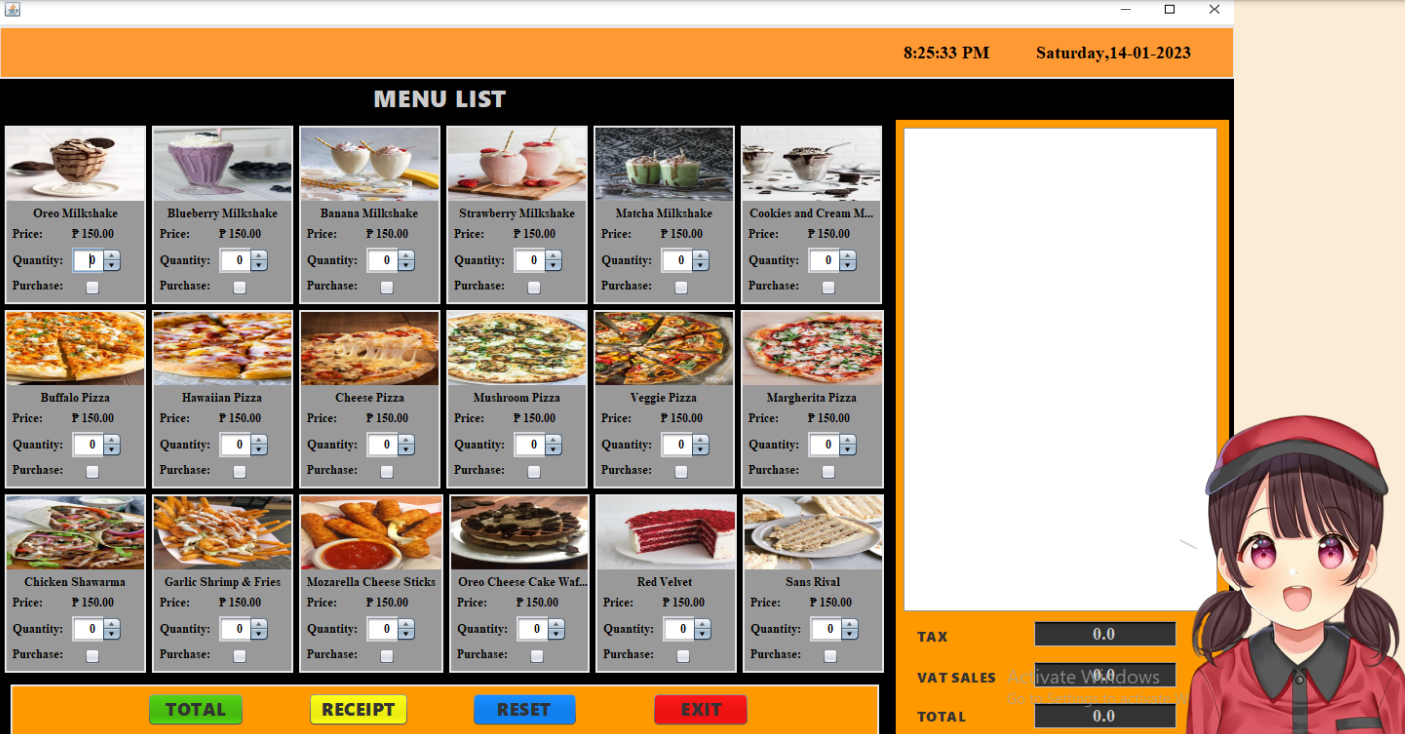 8:25:33 PM Saturday,14-01-2023
MENU LIST
Oreo Milkshake
Price: ₱ 150.00
Quantity: 0
Purchase:
Blueberry Milkshake
Price: ₱ 150.00
Quantity: 0
Purchase:
Banana Milkshake
Price: ₱ 150.00
Quantity: 0
Purchase:
Strawberry Milkshake
Price: ₱ 150.00
Quantity: 0
Purchase:
Matcha Milkshake
Price: ₱ 150.00
Quantity: 0
Purchase:
Cookies and Cream M...
Price: ₱ 150.00
Quantity: 0
Purchase:
Buffalo Pizza
Price: ₱ 150.00
Quantity: 0
Purchase:
Hawaiian Pizza
Price: ₱ 150.00
Quantity: 0
Purchase:
Cheese Pizza
Price: ₱ 150.00
Quantity: 0
Purchase:
Mushroom Pizza
Price: ₱ 150.00
Quantity: 0
Purchase:
Veggie Pizza
Price: ₱ 150.00
Quantity: 0
Purchase:
Margherita Pizza
Price: ₱ 150.00
Quantity: 0
Purchase:
Chicken Shawarma
Price: ₱ 150.00
Quantity: 0
Purchase:
Garlic Shrimp & Fries
Price: ₱ 150.00
Quantity: 0
Purchase:
Mozarella Cheese Sticks
Price: ₱ 150.00
Quantity: 0
Purchase:
Oreo Cheese Cake Waf...
Price: ₱ 150.00
Quantity: 0
Purchase:
Red Velvet
Price: ₱ 150.00
Quantity: 0
Purchase:
Sans Rival
Price: ₱ 150.00
Quantity: 0
Purchase:
TAX 0.0
VAT SALES 0.0
TOTAL 0.0
Activate Windows
TOTAL RECEIPT RESET EXIT